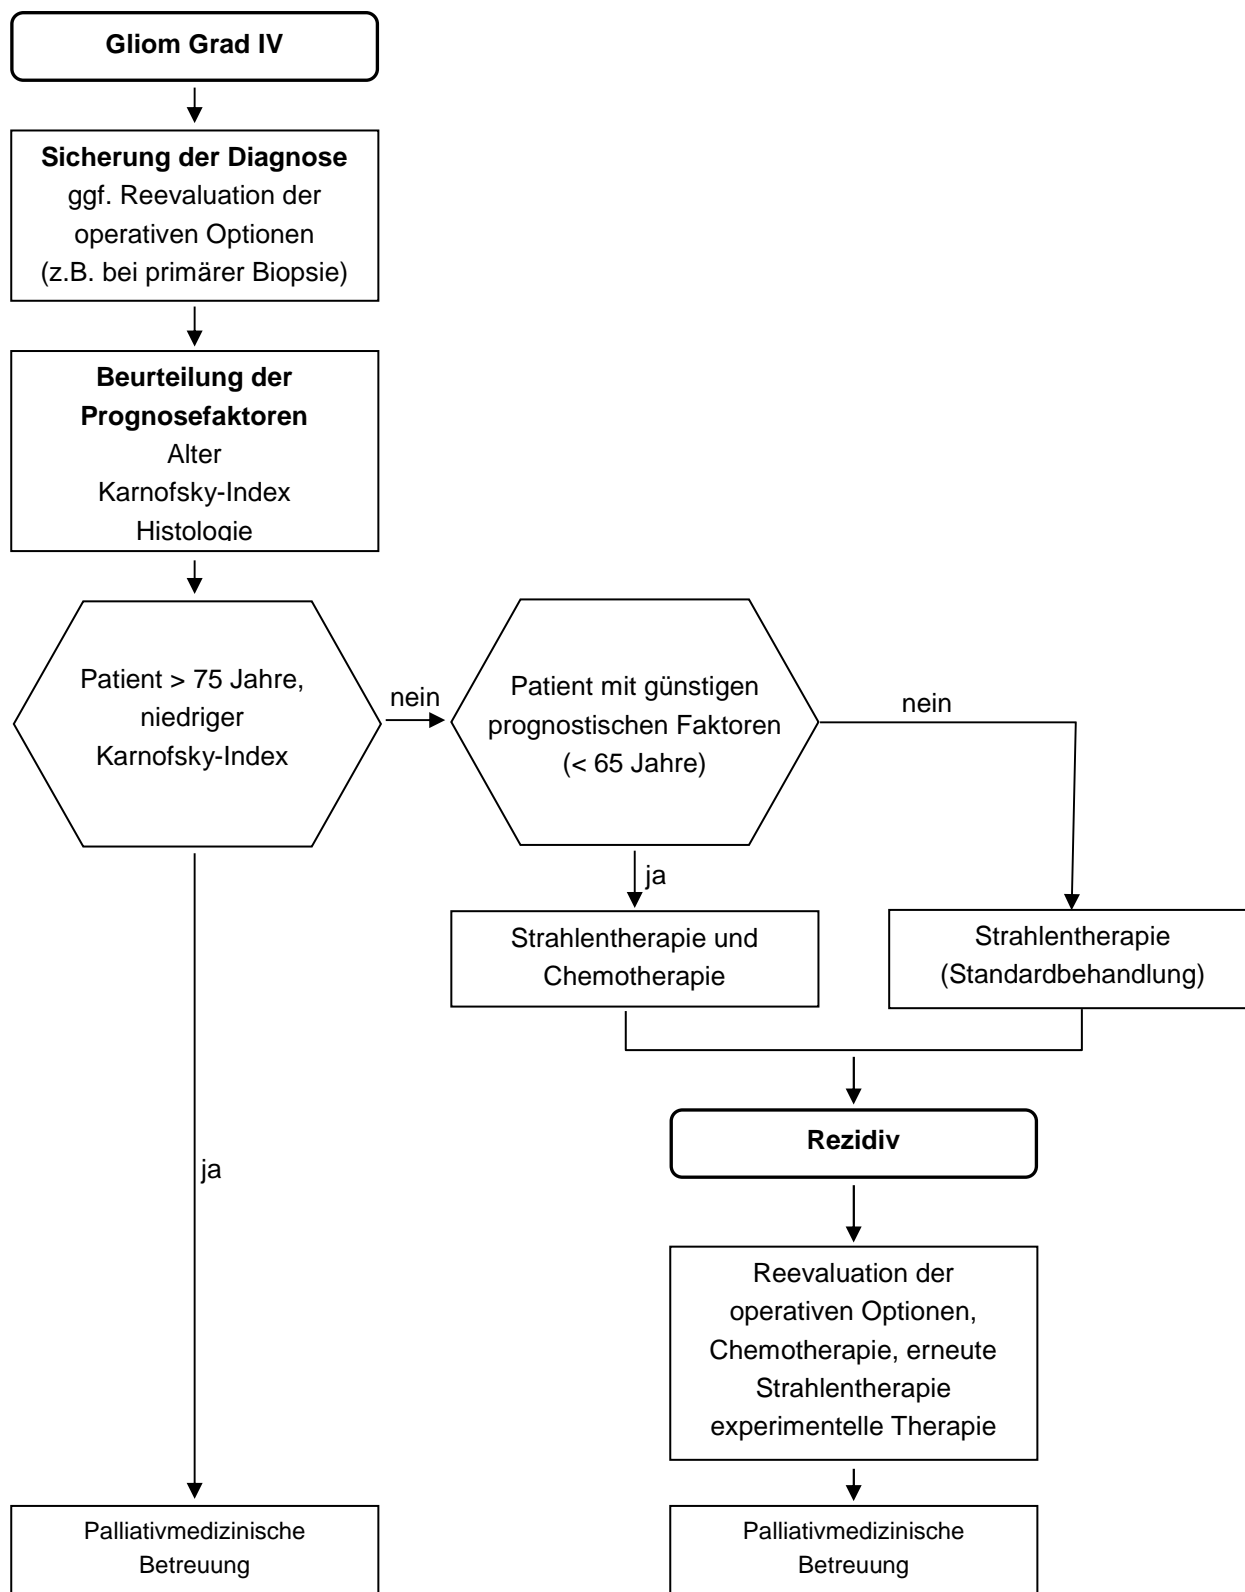 Gliom Grad IV
Sicherung der Diagnose
ggf. Reevaluation der
operativen Optionen
(z.B. bei primärer Biopsie)
Beurteilung der
Prognosefaktoren
Alter
Karnofsky-Index
Histologie
Patient > 75 Jahre,
niedriger
Karnofsky-Index
nein
Patient mit günstigen
prognostischen Faktoren
(< 65 Jahre)
nein
ja
Strahlentherapie und
Chemotherapie
Strahlentherapie
(Standardbehandlung)
Rezidiv
ja
Reevaluation der
operativen Optionen,
Chemotherapie, erneute
Strahlentherapie
experimentelle Therapie
Palliativmedizinische
Betreuung
Palliativmedizinische
Betreuung